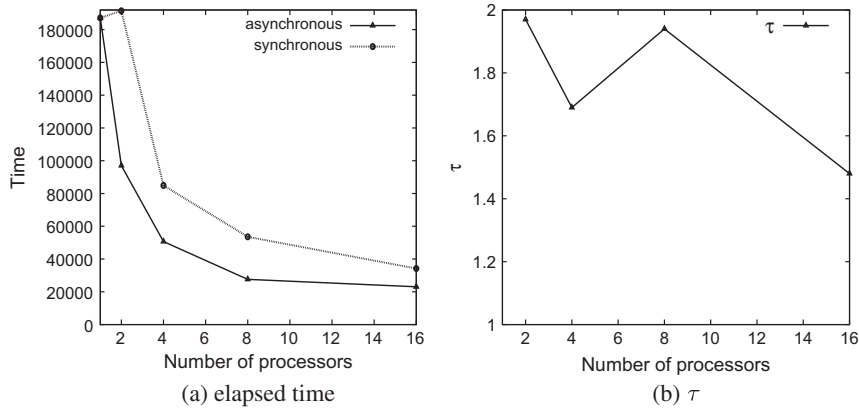 180000
160000
140000
120000
100000
80000
60000
40000
20000
0
Time
asynchronous
synchronous
2 4 6 8 10 12 14 16
Number of processors
(a) elapsed time
2
1.8
1.6
1.4
1.2
1
τ
τ
1 2 4 6 8 10 12 14 16
Number of processors
(b) τ